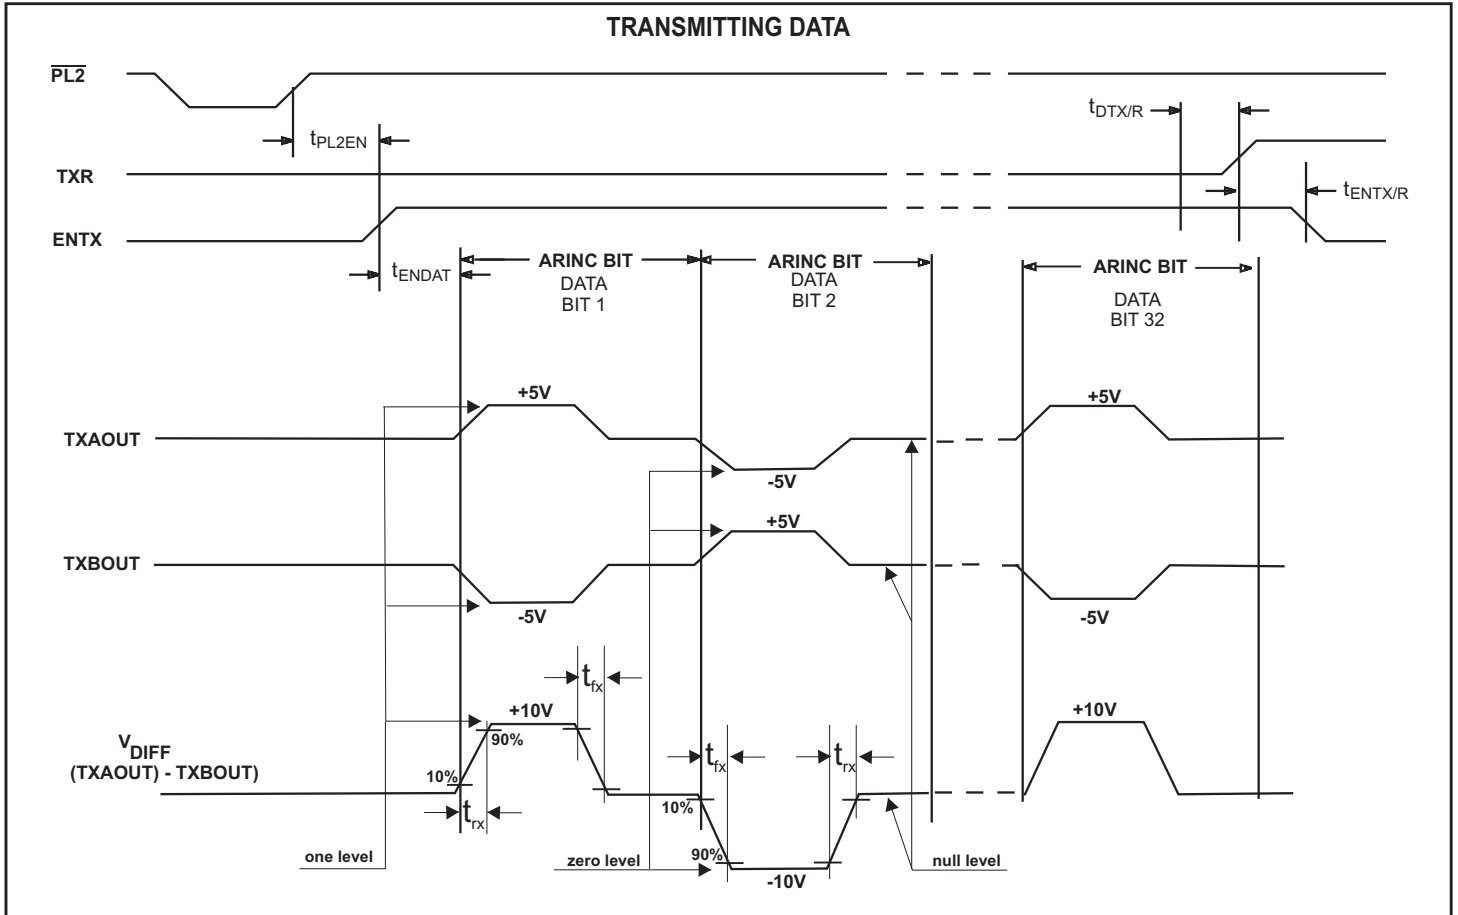 TRANSMITTING DATA
PL2
tDTX/R
tPL2EN
TXR
tENTX/R
ENTX
tENDAT
ARINC BIT
DATA
BIT 1
ARINC BIT
DATA
BIT 2
ARINC BIT
DATA
BIT 32
+5V
+5V
TXAOUT
-5V
+5V
TXBOUT
-5V
-5V
tfx
+10V
+10V
VDIFF
(TXAOUT) - TXBOUT)
90%
tfx
trx
10%
10%
trx
90%
one level
zero level
null level
-10V